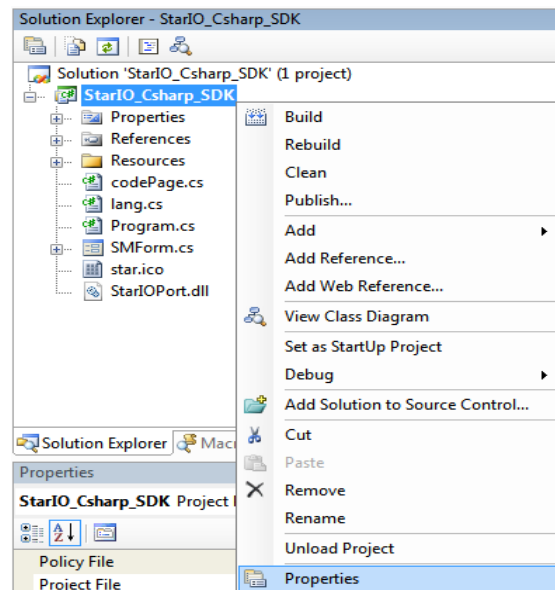 Solution Explorer - StarIO_Csharp_SDK
Solution 'StarIO_Csharp_SDK' (1 project)
StarIO_Csharp_SDK
Properties
References
Resources
codePage.cs
lang.cs
Program.cs
SMForm.cs
star.ico
StarIOPort.dll
Build
Rebuild
Clean
Publish...
Add
Add Reference...
Add Web Reference...
View Class Diagram
Set as StartUp Project
Debug
Add Solution to Source Control...
Cut
Paste
Remove
Rename
Unload Project
Properties
Solution Explorer
Properties
StarIO_Csharp_SDK Project
Policy File
Project File